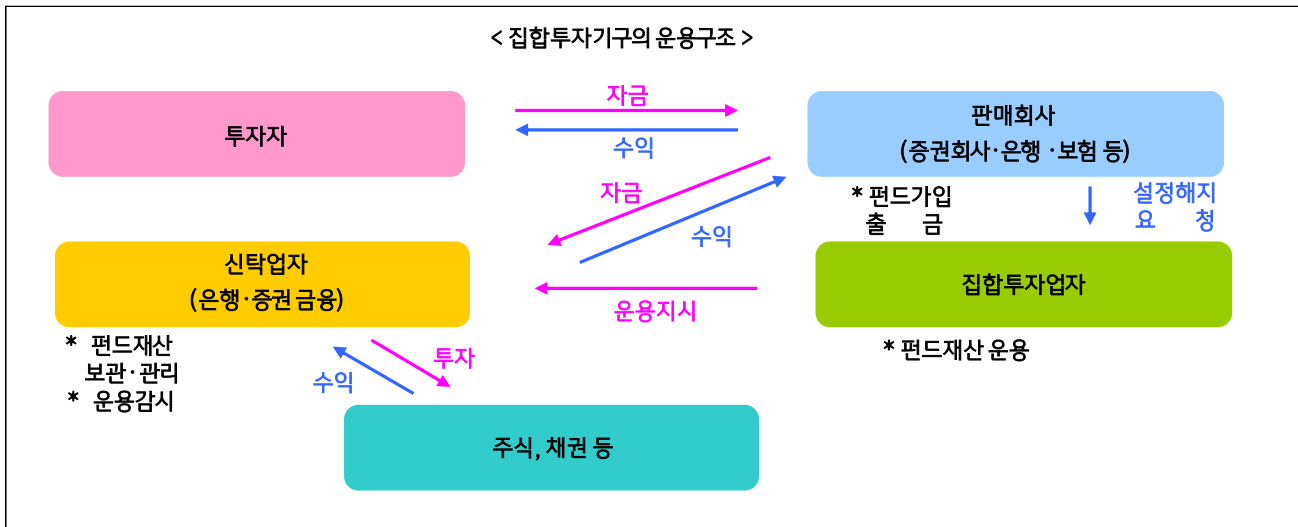 < 집합투자기구의 운용구조 >
투자자
자금
수익
판매회사
(증권회사·은행 ·보험 등)
자금
수익
* 펀드가입
출 금
설정해지
요 청
신탁업자
(은행·증권 금융)
운용지시
집합투자업자
* 펀드재산
보관·관리
* 운용감시
투자
수익
* 펀드재산 운용
주식, 채권 등